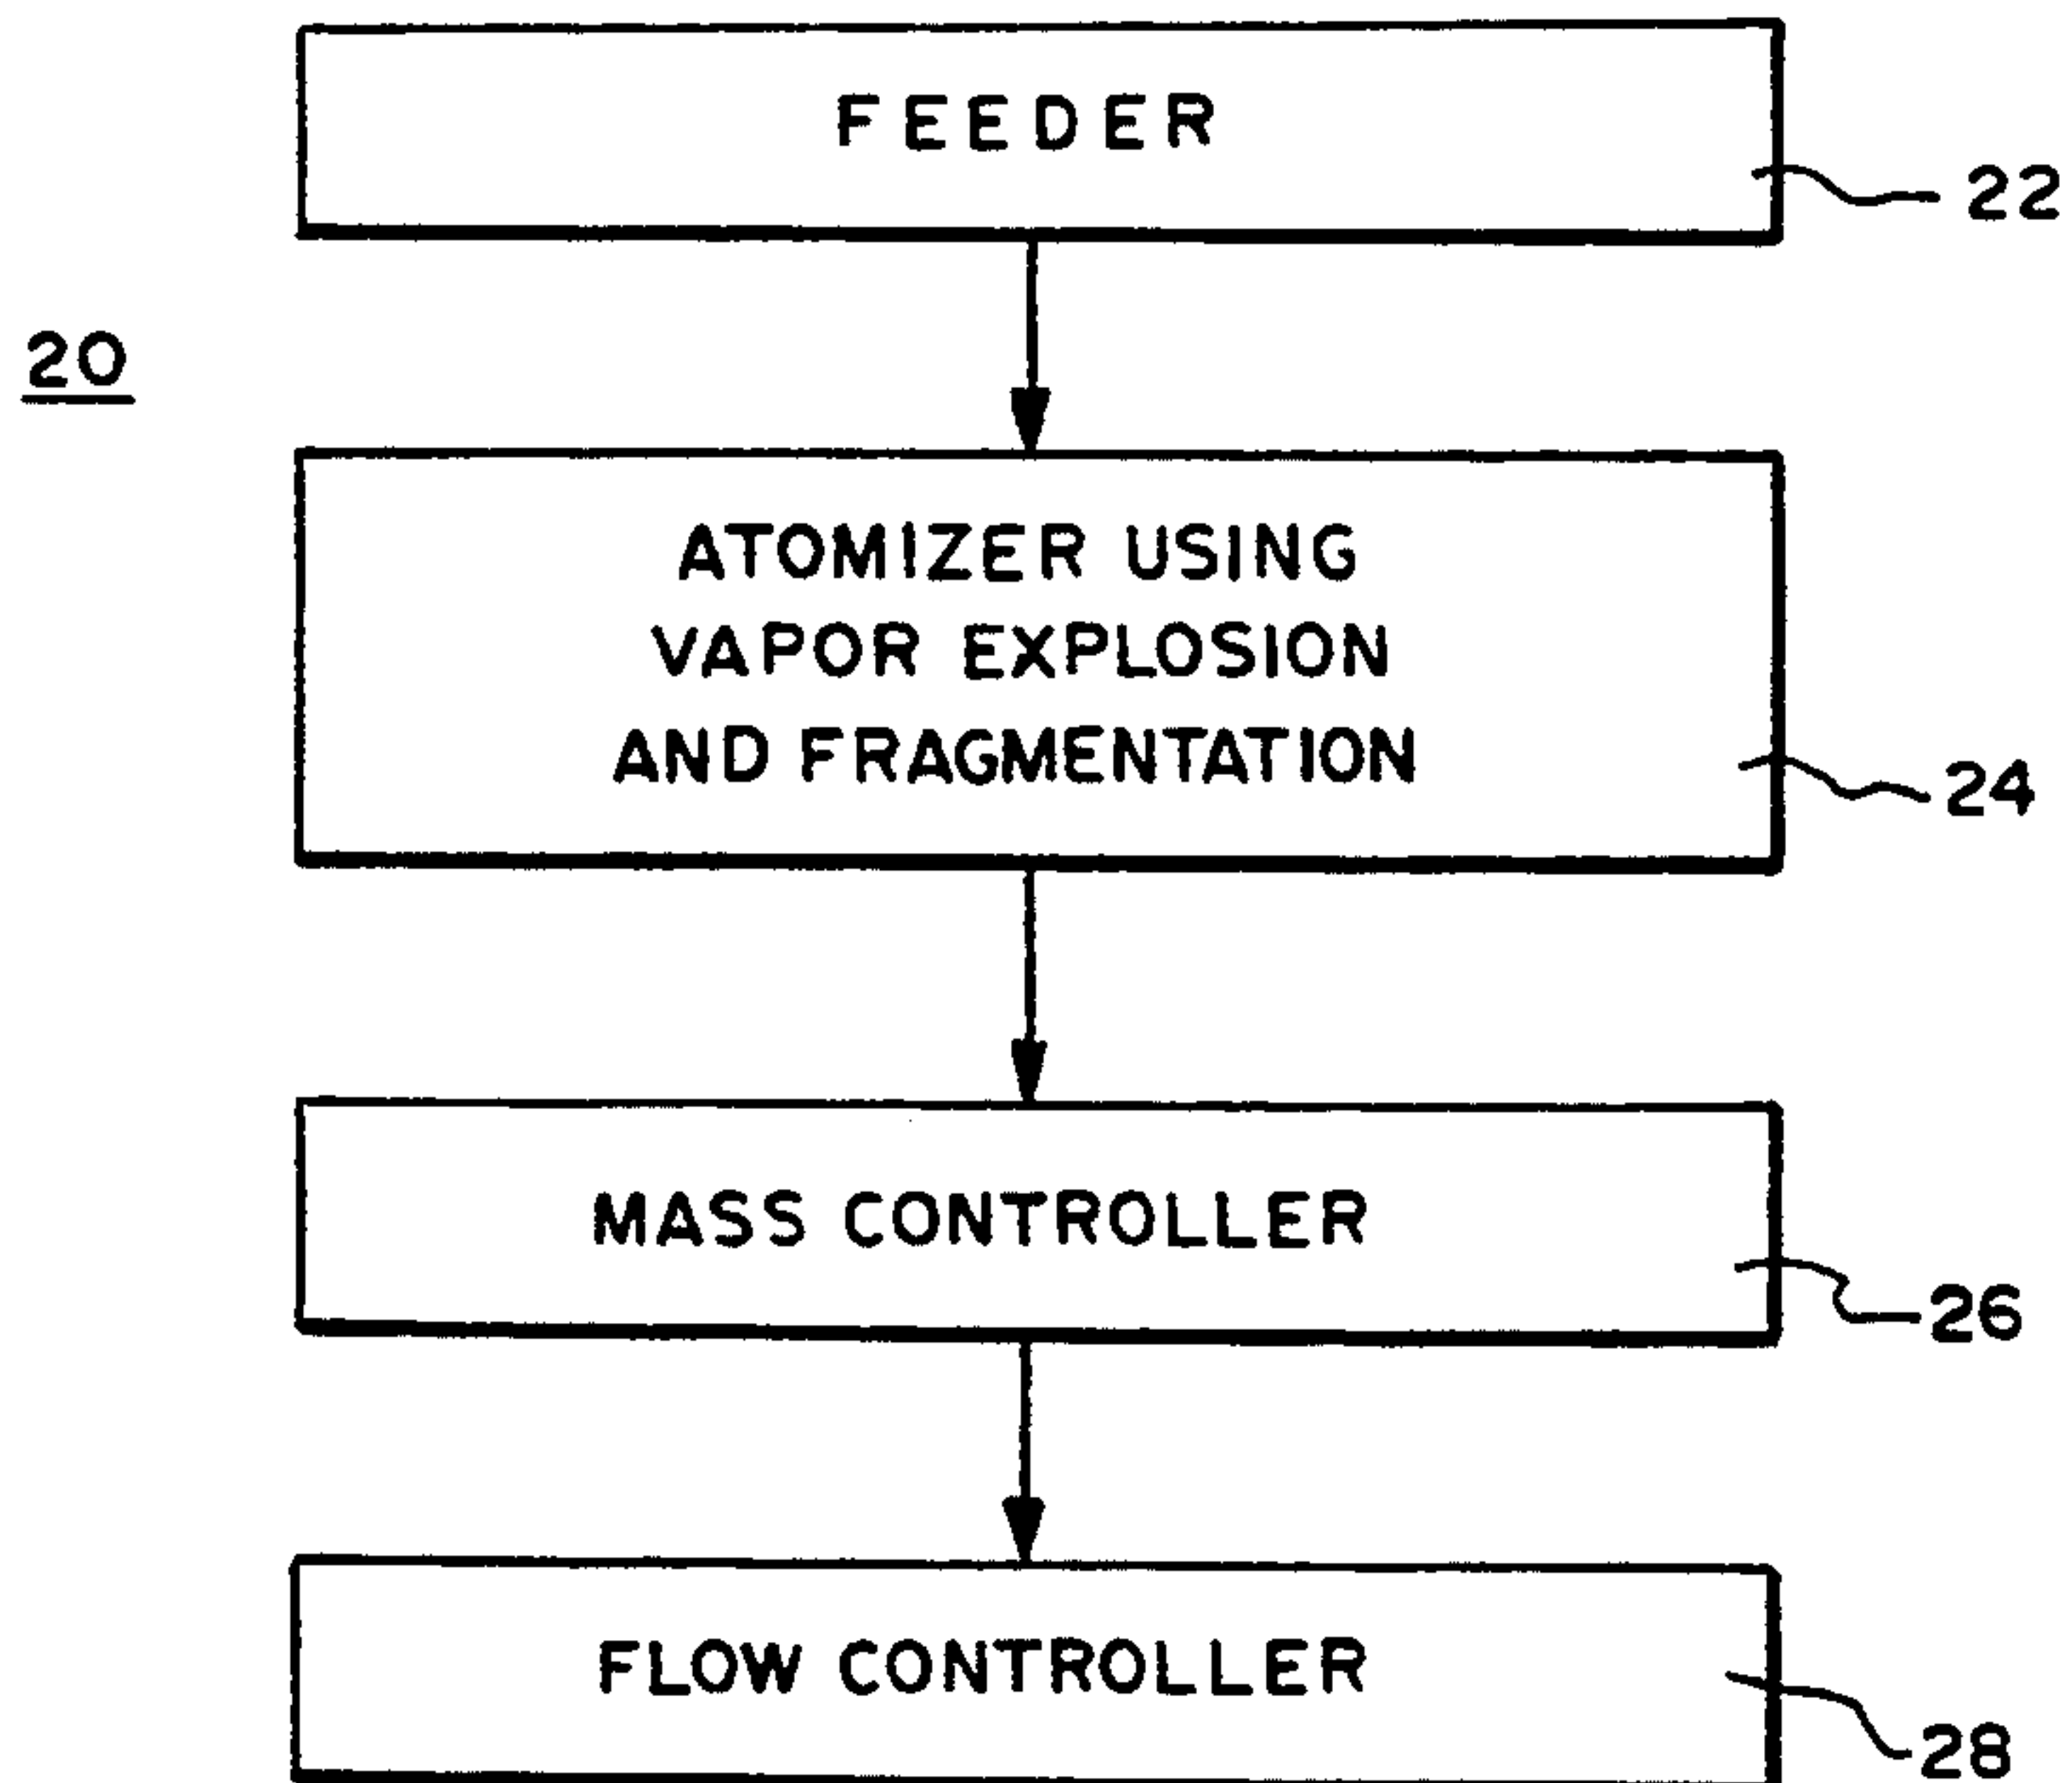 FEEDER
22
20
ATOMIZER USING
VAPOR EXPLOSION
AND FRAGMENTATION
24
MASS CONTROLLER
26
FLOW CONTROLLER
28